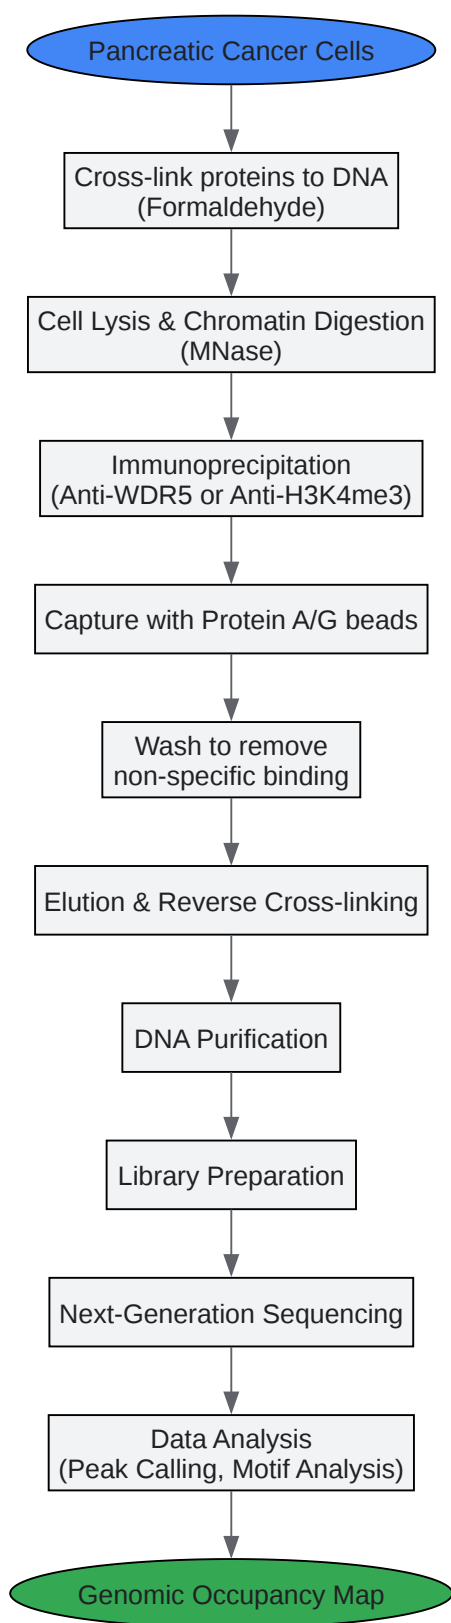 Pancreatic Cancer Cells
Cross-link proteins to DNA
(Formaldehyde)
Cell Lysis & Chromatin Digestion
(MNase)
Immunoprecipitation
(Anti-WDR5 or Anti-H3K4me3)
Capture with Protein A/G beads
Wash to remove
non-specific binding
Elution & Reverse Cross-linking
DNA Purification
Library Preparation
Next-Generation Sequencing
Data Analysis
(Peak Calling, Motif Analysis)
Genomic Occupancy Map